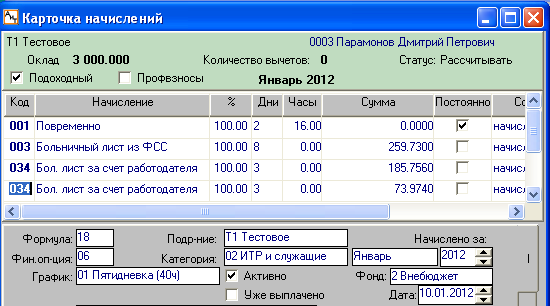 Карточка начислений
Т1 Тестовое 0003 Парамонов Дмитрий Петрович
Оклад 3 000.000 Количество вычетов: 0 Статус: Рассчитывать
Подоходный Профвзносы Январь 2012
Код Начисление % Дни Часы Сумма Постоянно Со
001 Повременно 100.00 2 16.00 0.0000 начисл
003 Больничный лист из ФСС 100.00 8 0.00 259.7300 начисл
034 Бол. лист за счет работодателя 100.00 3 0.00 185.7560 начисл
034 Бол. лист за счет работодателя 100.00 3 0.00 73.9740 начисл
Формула: 18 Подр-ние: Т1 Тестовое Начислено за:
Фин.оп-ция: 06 Категория: 02 ИТР и служащие Январь 2012
График: 01 Пятидневка (40ч) Активно Фонд: 2 Внебюджет
Уже выплачено Дата: 10.01.2012